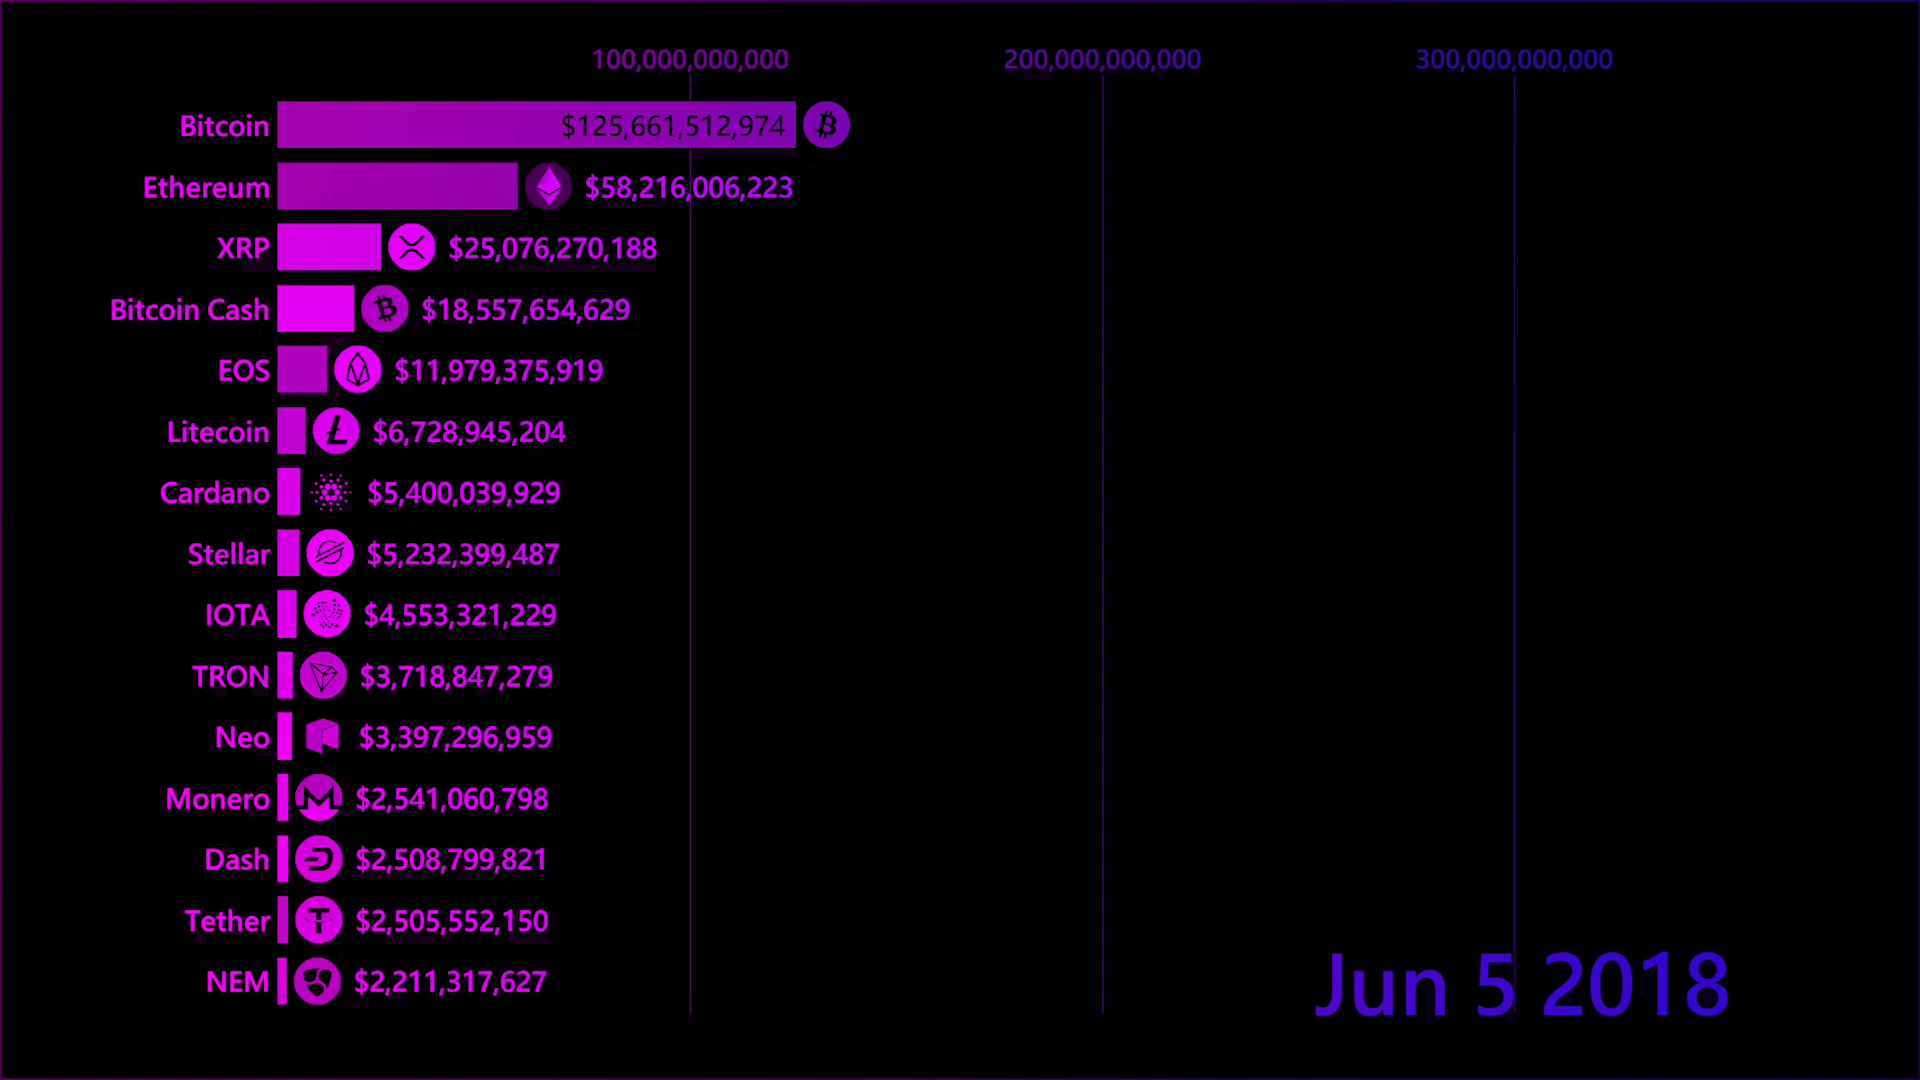 100,000,000,000 200,000,000,000 300,000,000,000
Bitcoin $125,661,512,974
Ethereum $58,216,006,223
XRP $25,076,270,188
Bitcoin Cash $18,557,654,629
EOS $11,979,375,919
Litecoin $6,728,945,204
Cardano $5,400,039,929
Stellar $5,232,399,487
IOTA $4,553,321,229
TRON $3,718,847,279
Neo $3,397,296,959
Monero $2,541,060,798
Dash $2,508,799,821
Tether $2,505,552,150
NEM $2,211,317,627
Jun 5 2018